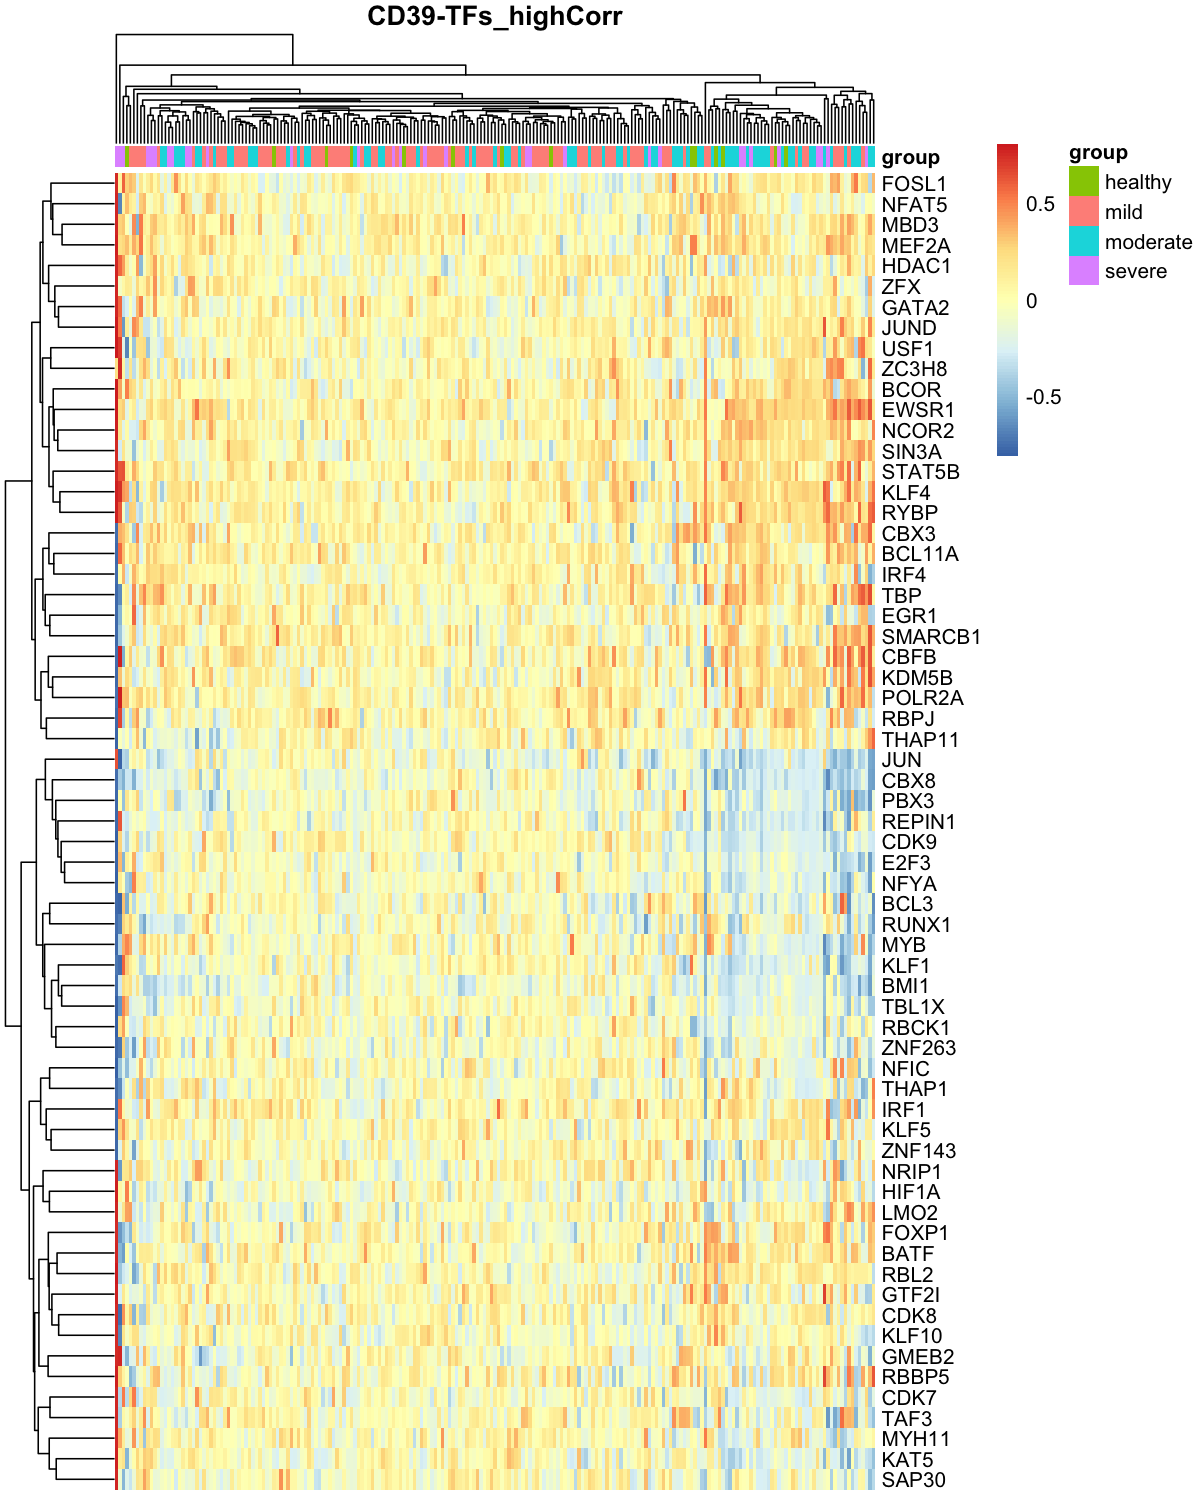 CD39-TFs_highCorr
group
group
healthy
mild
moderate
severe
0.5
0
-0.5
FOSL1
NFAT5
MBD3
MEF2A
HDAC1
ZFX
GATA2
JUND
USF1
ZC3H8
BCOR
EWSR1
NCOR2
SIN3A
STAT5B
KLF4
RYBP
CBX3
BCL11A
IRF4
TBP
EGR1
SMARCB1
CBFB
KDM5B
POLR2A
RBPJ
THAP11
JUN
CBX8
PBX3
REPIN1
CDK9
E2F3
NFYA
BCL3
RUNX1
MYB
KLF1
BMI1
TBL1X
RBCK1
ZNF263
NFIC
THAP1
IRF1
KLF5
ZNF143
NRIP1
HIF1A
LMO2
FOXP1
BATF
RBL2
GTF2I
CDK8
KLF10
GMEB2
RBBP5
CDK7
TAF3
MYH11
KAT5
SAP30